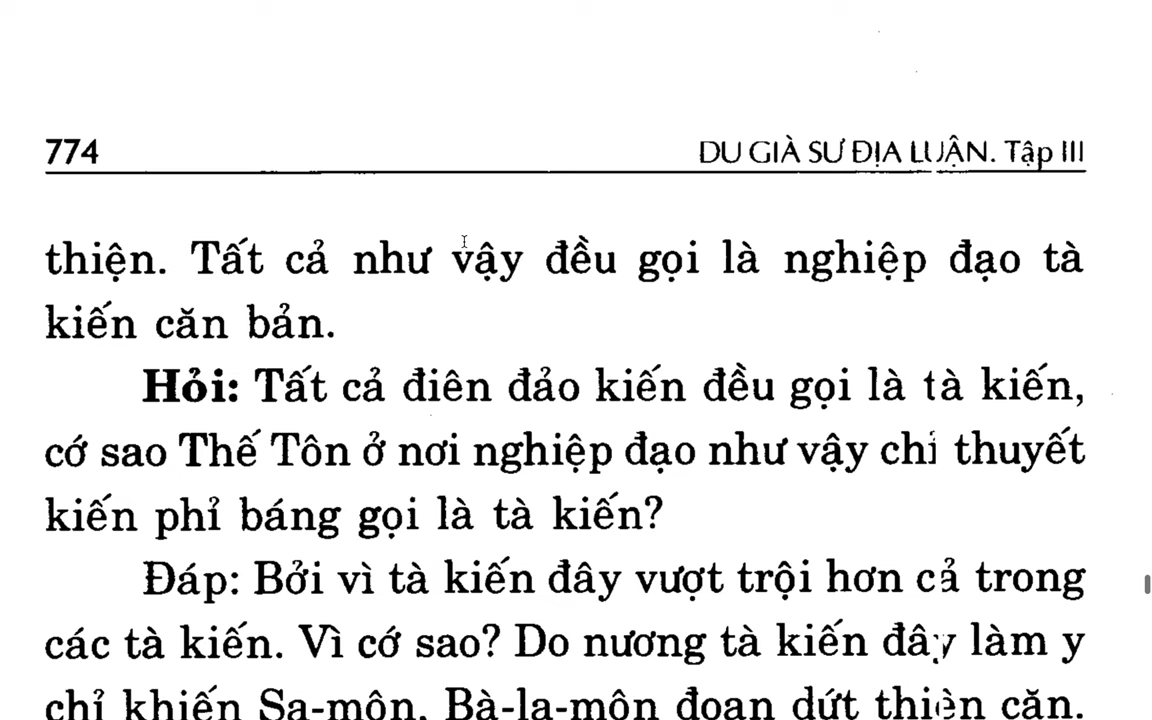 774 DU GIÀ SƯ ĐỊA LUẬN. Tập III
thiện. Tất cả như vậy đều gọi là nghiệp đạo tà
kiến căn bản.
Hỏi: Tất cả điên đảo kiến đều gọi là tà kiến,
cớ sao Thế Tôn ở nơi nghiệp đạo như vậy chỉ thuyết
kiến phỉ báng gọi là tà kiến?
Đáp: Bởi vì tà kiến đây vượt trội hơn cả trong
các tà kiến. Vì cớ sao? Do nương tà kiến đây làm y
chỉ khiến Sa-môn, Bà-la-môn đoạn dứt thiện căn.